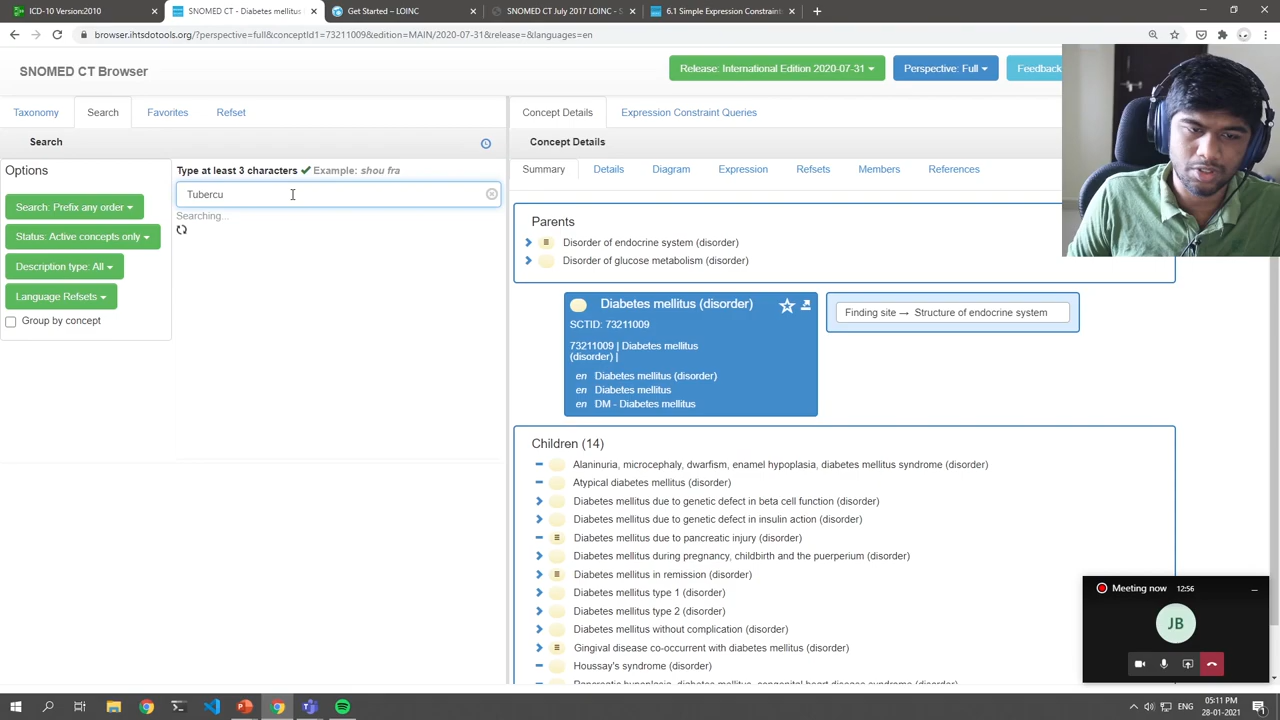 ICD-10 Version:2010
SNOMED CT - Diabetes mellitus
Get Started – LOINC
SNOMED CT July 2017 LOINC - S
6.1 Simple Expression Constraints
browser.ihtsdotools.org/?perspective=full&conceptId1=73211009&edition=MAIN/2020-07-31&release=&languages=en
SNOMED CT Browser
Release: International Edition 2020-07-31
Perspective: Full
Feedback
Taxonomy
Search
Favorites
Refset
Search
Options
Search: Prefix any order
Status: Active concepts only
Description type: All
Language Refsets
Group by concept
Type at least 3 characters ✔ Example: shou fra
Tubercu
Searching...
Concept Details
Expression Constraint Queries
Concept Details
Summary
Details
Diagram
Expression
Refsets
Members
References
Parents
Disorder of endocrine system (disorder)
Disorder of glucose metabolism (disorder)
Diabetes mellitus (disorder)
SCTID: 73211009
73211009 | Diabetes mellitus
(disorder) |
en Diabetes mellitus (disorder)
en Diabetes mellitus
en DM - Diabetes mellitus
Finding site → Structure of endocrine system
Children (14)
Alaninuria, microcephaly, dwarfism, enamel hypoplasia, diabetes mellitus syndrome (disorder)
Atypical diabetes mellitus (disorder)
Diabetes mellitus due to genetic defect in beta cell function (disorder)
Diabetes mellitus due to genetic defect in insulin action (disorder)
Diabetes mellitus due to pancreatic injury (disorder)
Diabetes mellitus during pregnancy, childbirth and the puerperium (disorder)
Diabetes mellitus in remission (disorder)
Diabetes mellitus type 1 (disorder)
Diabetes mellitus type 2 (disorder)
Diabetes mellitus without complication (disorder)
Gingival disease co-occurrent with diabetes mellitus (disorder)
Houssay's syndrome (disorder)
Pancreatic hypoplasia, diabetes mellitus, congenital heart disease syndrome (disorder)
Meeting now 12:56
JB
ENG
05:11 PM
28-01-2021